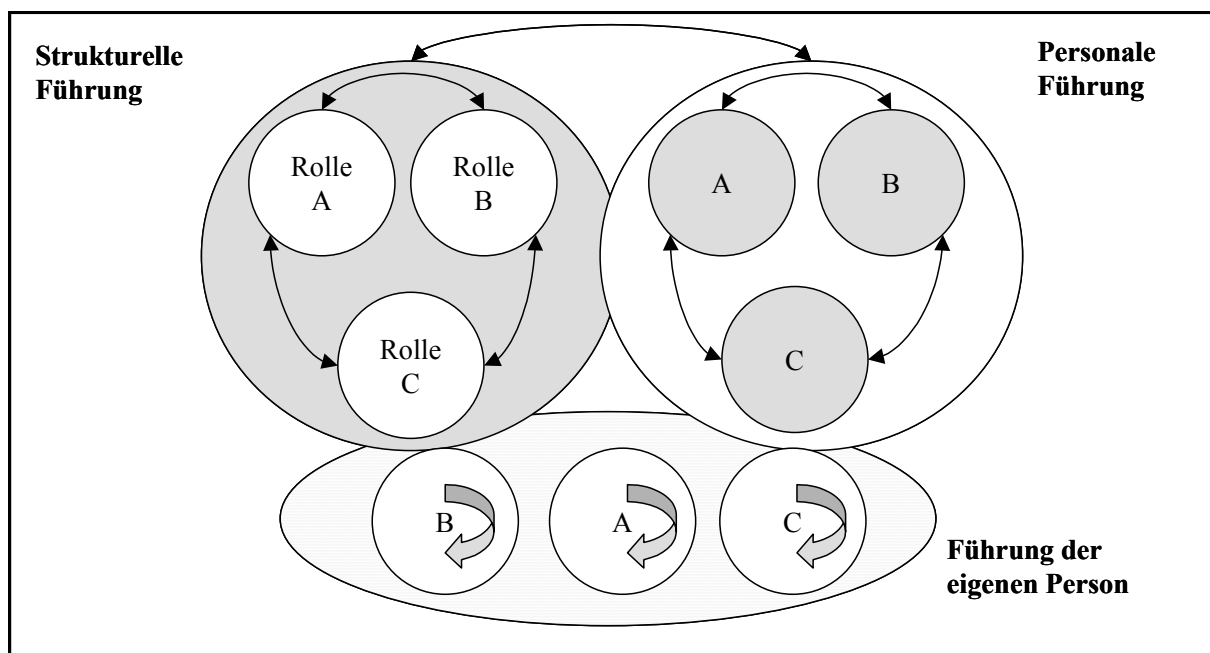 Strukturelle
Führung
Personale
Führung
Rolle
A
Rolle
B
Rolle
C
A
B
C
B
A
C
Führung der
eigenen Person